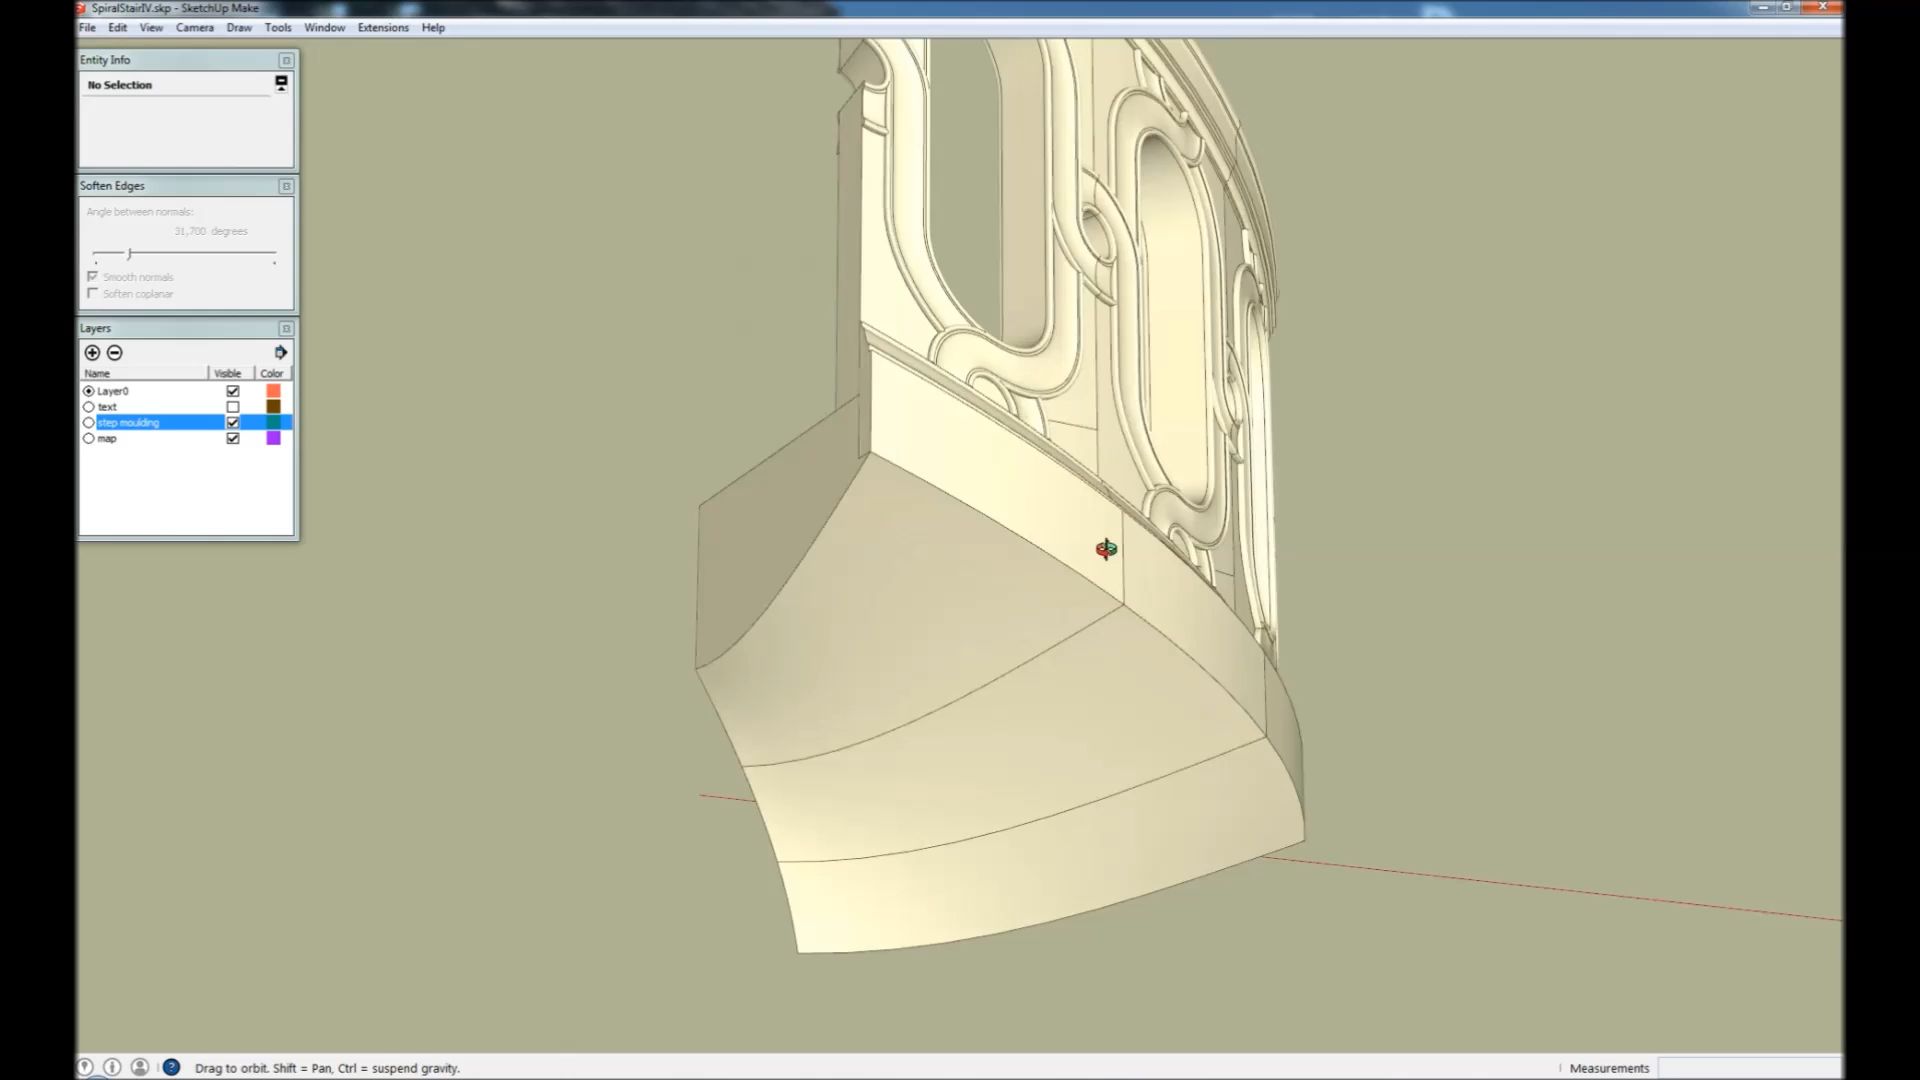 SpiralStairIV.skp - SketchUp Make
File Edit View Camera Draw Tools Window Extensions Help
Entity Info
No Selection
Soften Edges
Angle between normals:
31,700 degrees
Smooth normals
Soften coplanar
Layers
Name Visible Color
Layer0
text
step moulding
map
Drag to orbit. Shift = Pan, Ctrl = suspend gravity.
Measurements